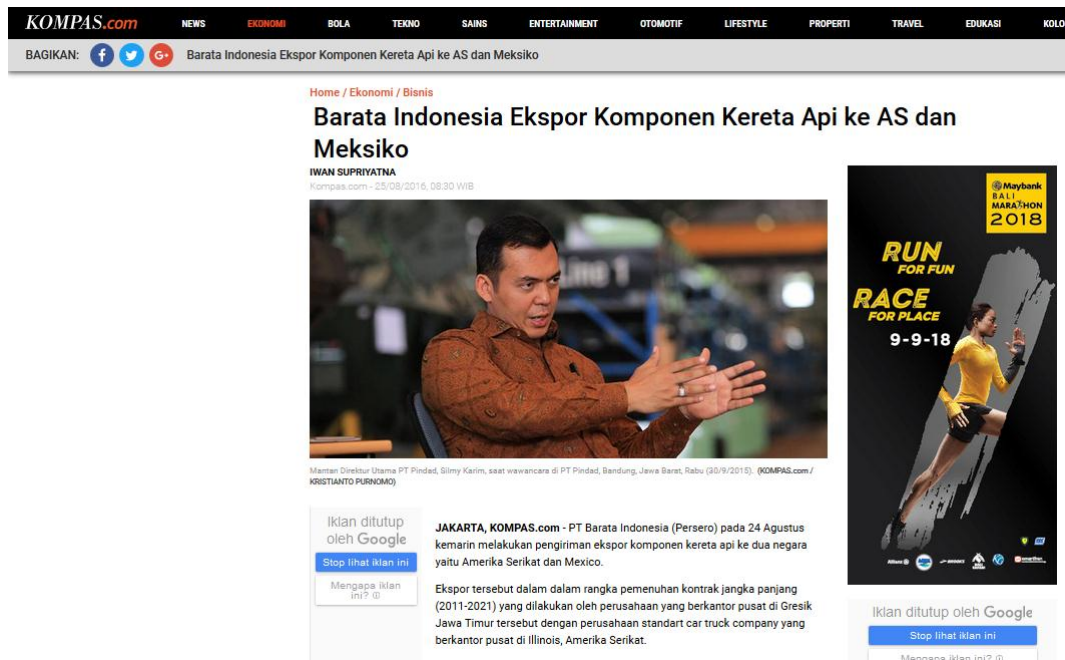 KOMPAS.com NEWS EKONOMI BOLA TEKNO SAINS ENTERTAINMENT OTOMOTIF LIFESTYLE PROPERTI TRAVEL EDUKASI KOLO
BAGIKAN: f G+ Barata Indonesia Ekspor Komponen Kereta Api ke AS dan Meksiko
Home / Ekonomi / Bisnis
Barata Indonesia Ekspor Komponen Kereta Api ke AS dan
Meksiko
IWAN SUPRIYATNA
Kompas.com - 25/08/2016, 08:30 WIB
Line 1
Mantan Direktur Utama PT Pindad, Silmy Karim, saat wawancara di PT Pindad, Bandung, Jawa Barat, Rabu (30/9/2015). (KOMPAS.com /
KRISTIANTO PURNOMO)
Iklan ditutup
oleh Google
Stop lihat iklan ini
Mengapa iklan
ini?
JAKARTA, KOMPAS.com - PT Barata Indonesia (Persero) pada 24 Agustus
kemarin melakukan pengiriman ekspor komponen kereta api ke dua negara
yaitu Amerika Serikat dan Mexico.
Ekspor tersebut dalam dalam rangka pemenuhan kontrak jangka panjang
(2011-2021) yang dilakukan oleh perusahaan yang berkantor pusat di Gresik
Jawa Timur tersebut dengan perusahaan standart car truck company yang
berkantor pusat di Illinois, Amerika Serikat.
Maybank
BALI
MARATHON
2018
RUN
FOR FUN
RACE
FOR PLACE
9-9-18
Allianz
Iklan ditutup oleh Google
Stop lihat iklan ini
Mengapa iklan ini?